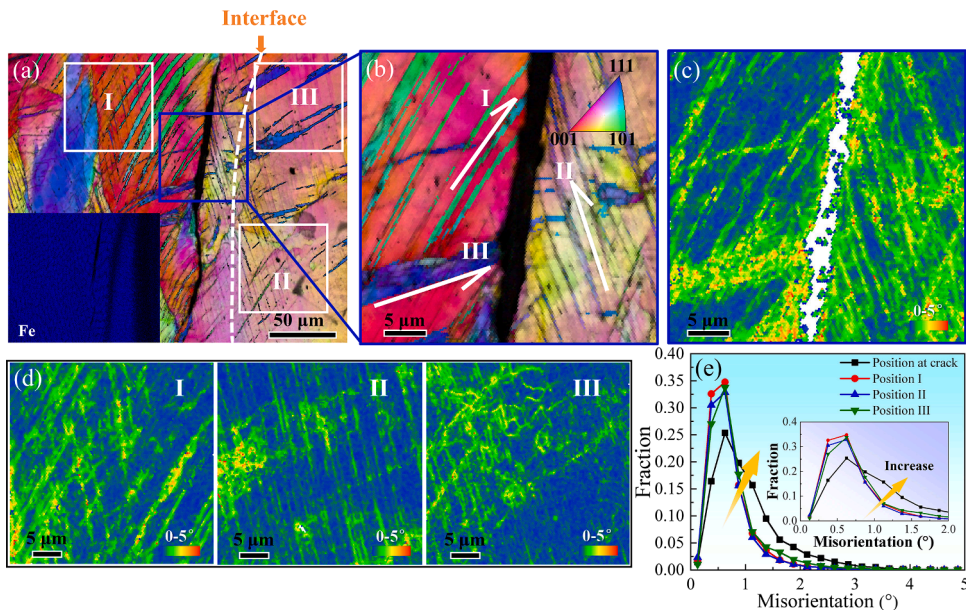 Interface
(a)
I
III
II
Fe
50 μm
(b)
I
111
001
101
II
III
5 μm
(c)
5 μm
0-5°
(d)
I
II
III
5 μm
0-5°
5 μm
0-5°
5 μm
0-5°
(e)
Position at crack
Position I
Position II
Position III
Fraction
0.40
0.35
0.30
0.25
0.20
0.15
0.10
0.05
0.00
0
1
2
3
4
5
Misorientation (°)
Increase
Fraction
0.4
0.3
0.2
0.1
0.0
0.0
0.5
1.0
1.5
2.0
Misorientation (°)